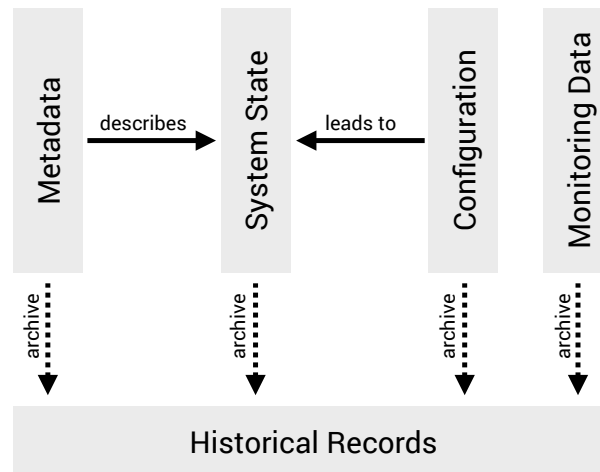 Metadata
describes
System State
leads to
Configuration
Monitoring Data
archive
archive
archive
archive
Historical Records